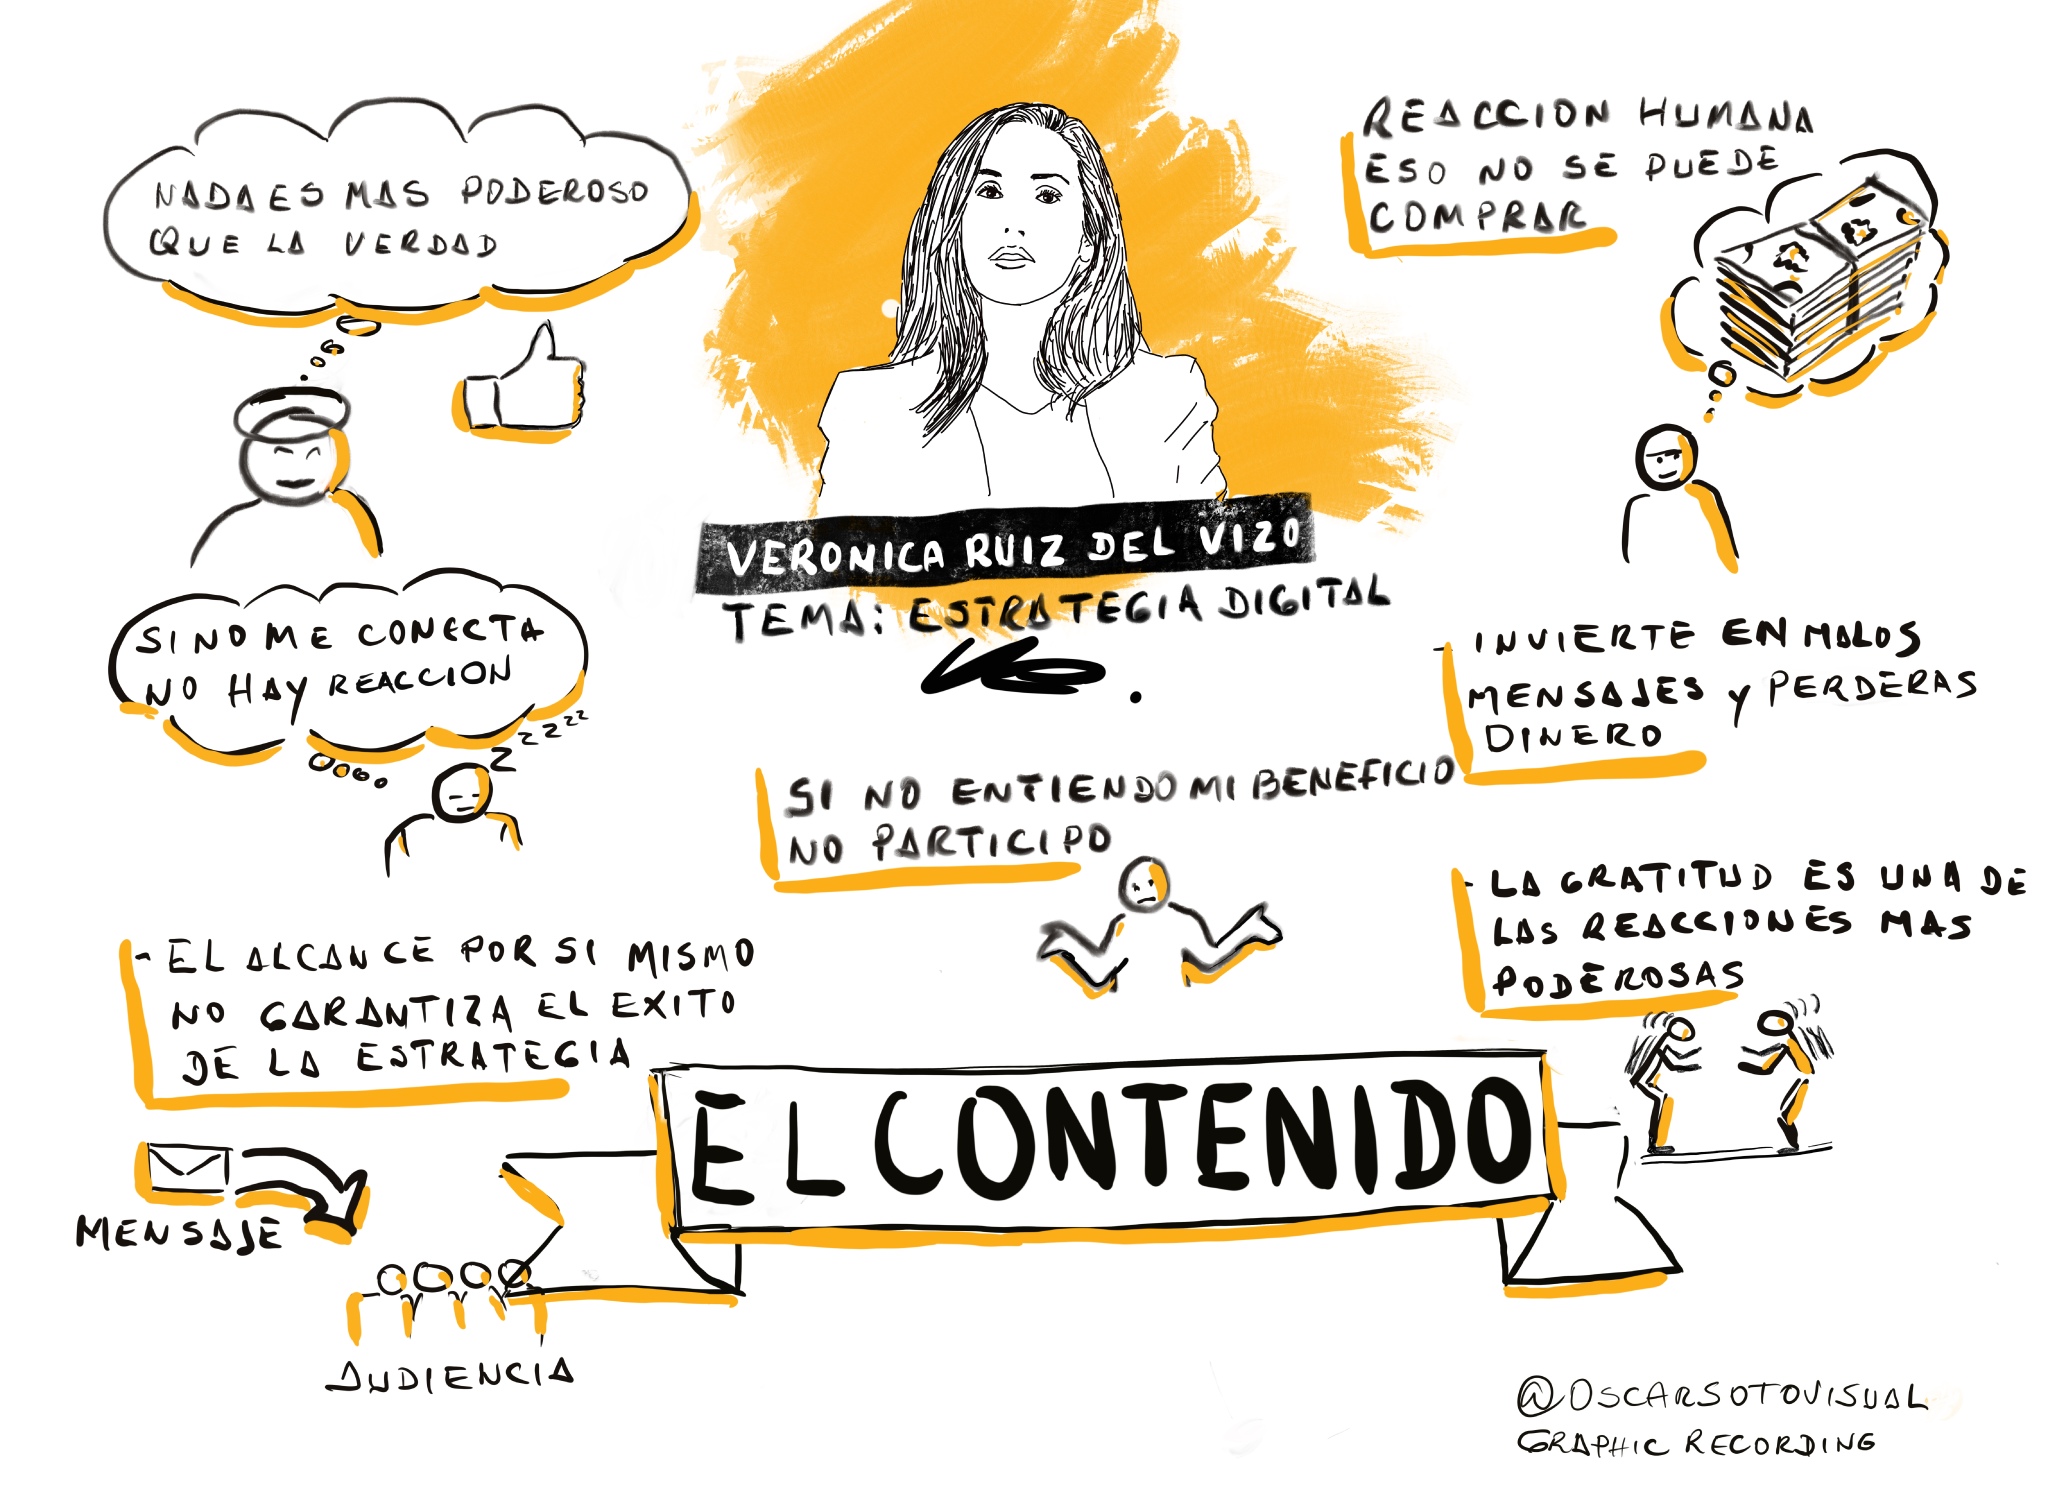 NADA ES MAS PODEROSO
QUE LA VERDAD
REACCION HUMANA
ESO NO SE PUEDE
COMPRAR
VERONICA RUIZ DEL VIZO
TEMA: ESTRATEGIA DIGITAL
SI NO ME CONECTA
NO HAY REACCION
Z Z Z Z Z
- INVIERTE EN MALOS
MENSAJES y PERDERAS
DINERO
SI NO ENTIENDO MI BENEFICIO
NO PARTICIPO
- LA GRATITUD ES UNA DE
LAS REACCIONES MAS
PODEROSAS
- EL ALCANCE POR SI MISMO
NO GARANTIZA EL EXITO
DE LA ESTRATEGIA
EL CONTENIDO
MENSAJE
AUDIENCIA
@OSCARSOTOVISUAL
GRAPHIC RECORDING